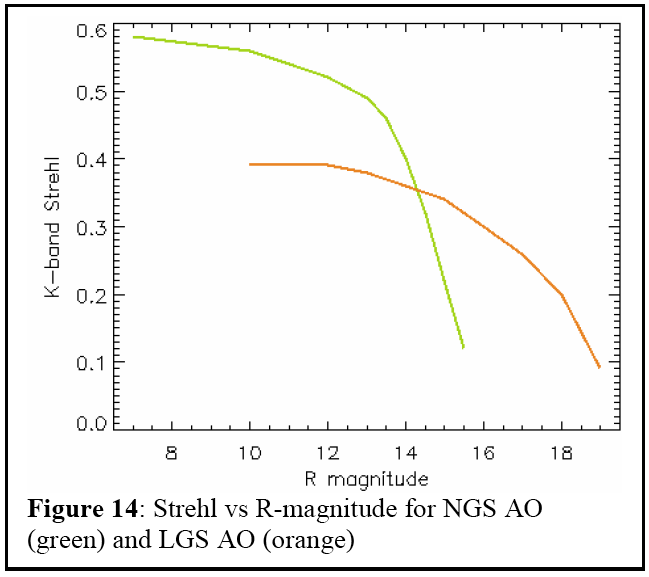 0.6
0.5
0.4
0.3
0.2
0.1
0.0
K-band Strehl
8 10 12 14 16 18
R magnitude
Figure 14: Strehl vs R-magnitude for NGS AO
(green) and LGS AO (orange)